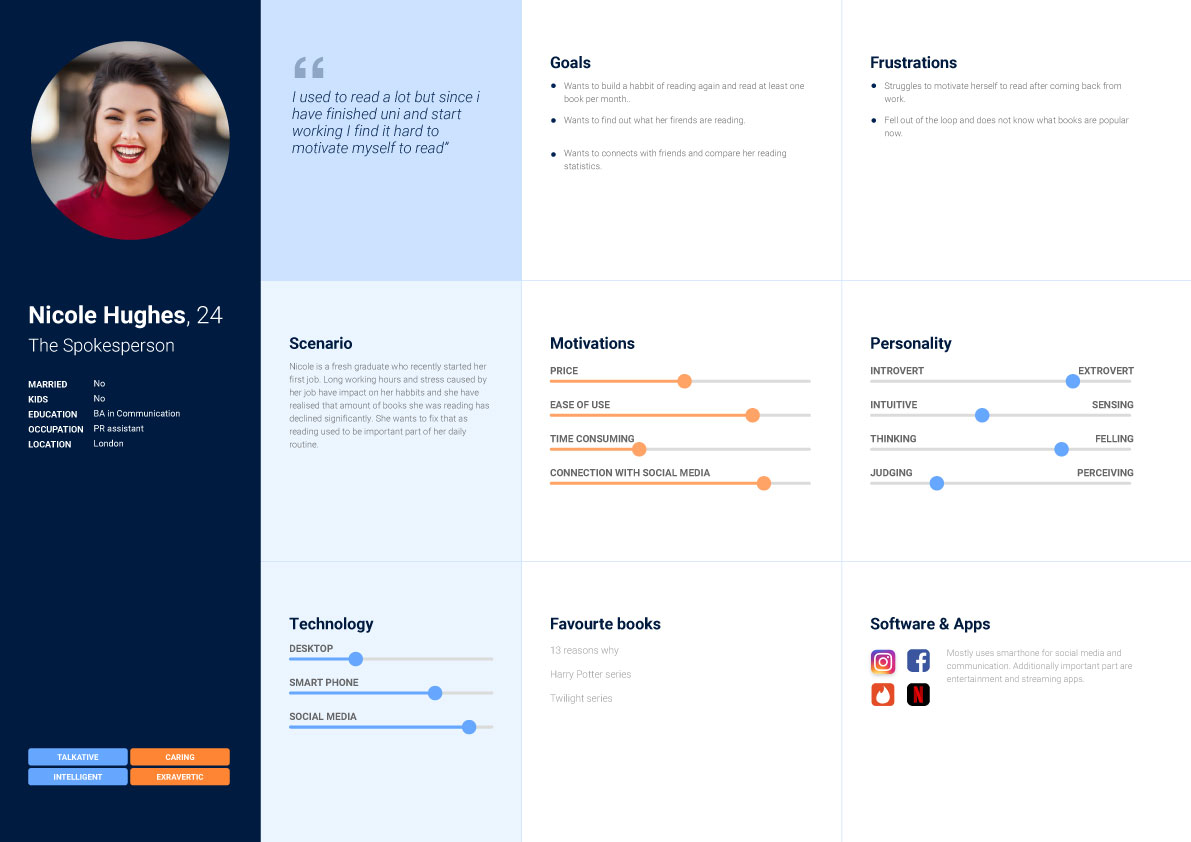 Nicole Hughes, 24
The Spokesperson
MARRIED No
KIDS No
EDUCATION BA in Communication
OCCUPATION PR assistant
LOCATION London
TALKATIVE CARING
INTELLIGENT EXRAVERTIC
“
I used to read a lot but since i
have finished uni and start
working I find it hard to
motivate myself to read”
Goals
Wants to build a habbit of reading again and read at least one
book per month..
Wants to find out what her firends are reading.
Wants to connects with friends and compare her reading
statistics.
Frustrations
Struggles to motivate herself to read after coming back from
work.
Fell out of the loop and does not know what books are popular
now.
Scenario
Nicole is a fresh graduate who recently started her
first job. Long working hours and stress caused by
her job have impact on her habbits and she have
realised that amount of books she was reading has
declined significantly. She wants to fix that as
reading used to be important part of her daily
routine.
Motivations
PRICE
EASE OF USE
TIME CONSUMING
CONNECTION WITH SOCIAL MEDIA
Personality
INTROVERT EXTROVERT
INTUITIVE SENSING
THINKING FELLING
JUDGING PERCEIVING
Technology
DESKTOP
SMART PHONE
SOCIAL MEDIA
Favourte books
13 reasons why
Harry Potter series
Twilight series
Software & Apps
Mostly uses smarthone for social media and
communication. Additionally important part are
entertainment and streaming apps.